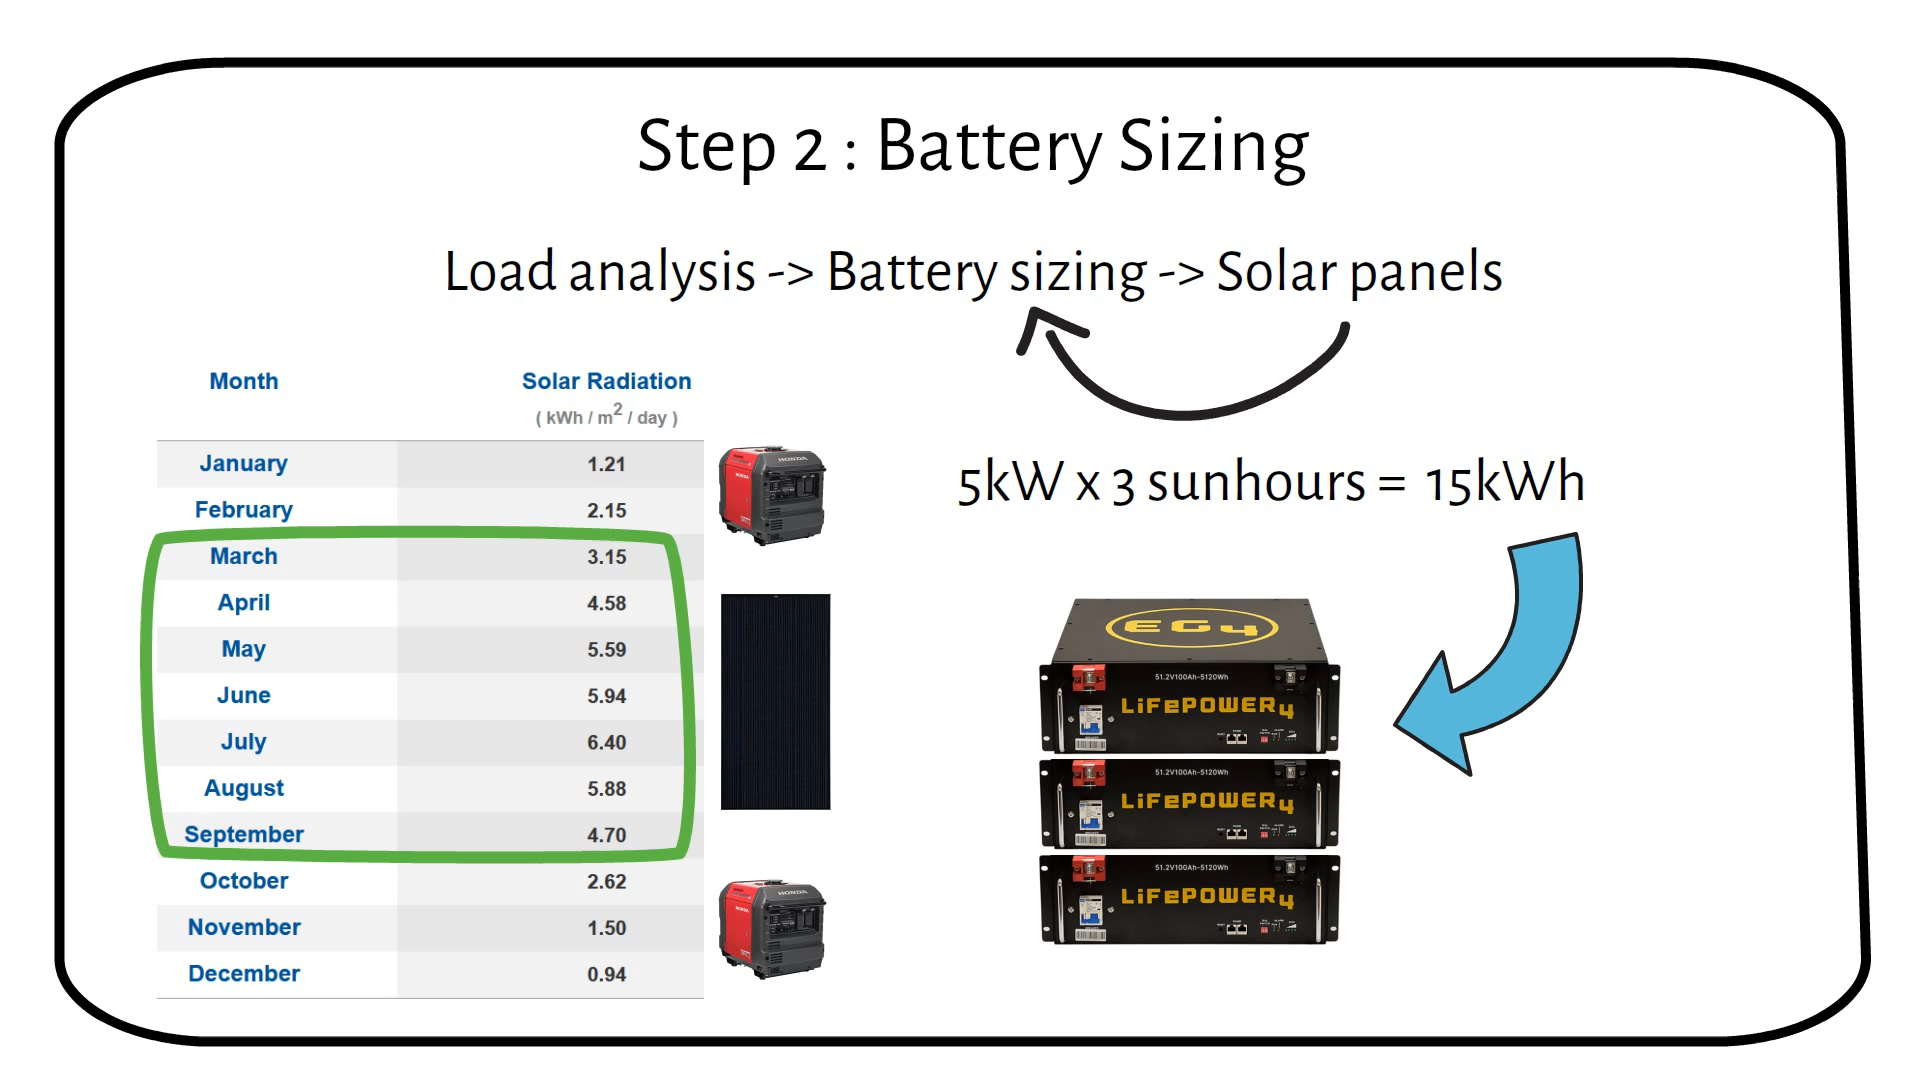 Step 2 : Battery Sizing
Load analysis -> Battery sizing -> Solar panels
Month Solar Radiation
( kWh / m2 / day )
January 1.21
February 2.15
March 3.15
April 4.58
May 5.59
June 5.94
July 6.40
August 5.88
September 4.70
October 2.62
November 1.50
December 0.94
HONDA
HONDA
5kW x 3 sunhours = 15kWh
EG4
51.2V100Ah-5120Wh
LiFePOWER4
51.2V100Ah-5120Wh
LiFePOWER4
51.2V100Ah-5120Wh
LiFePOWER4